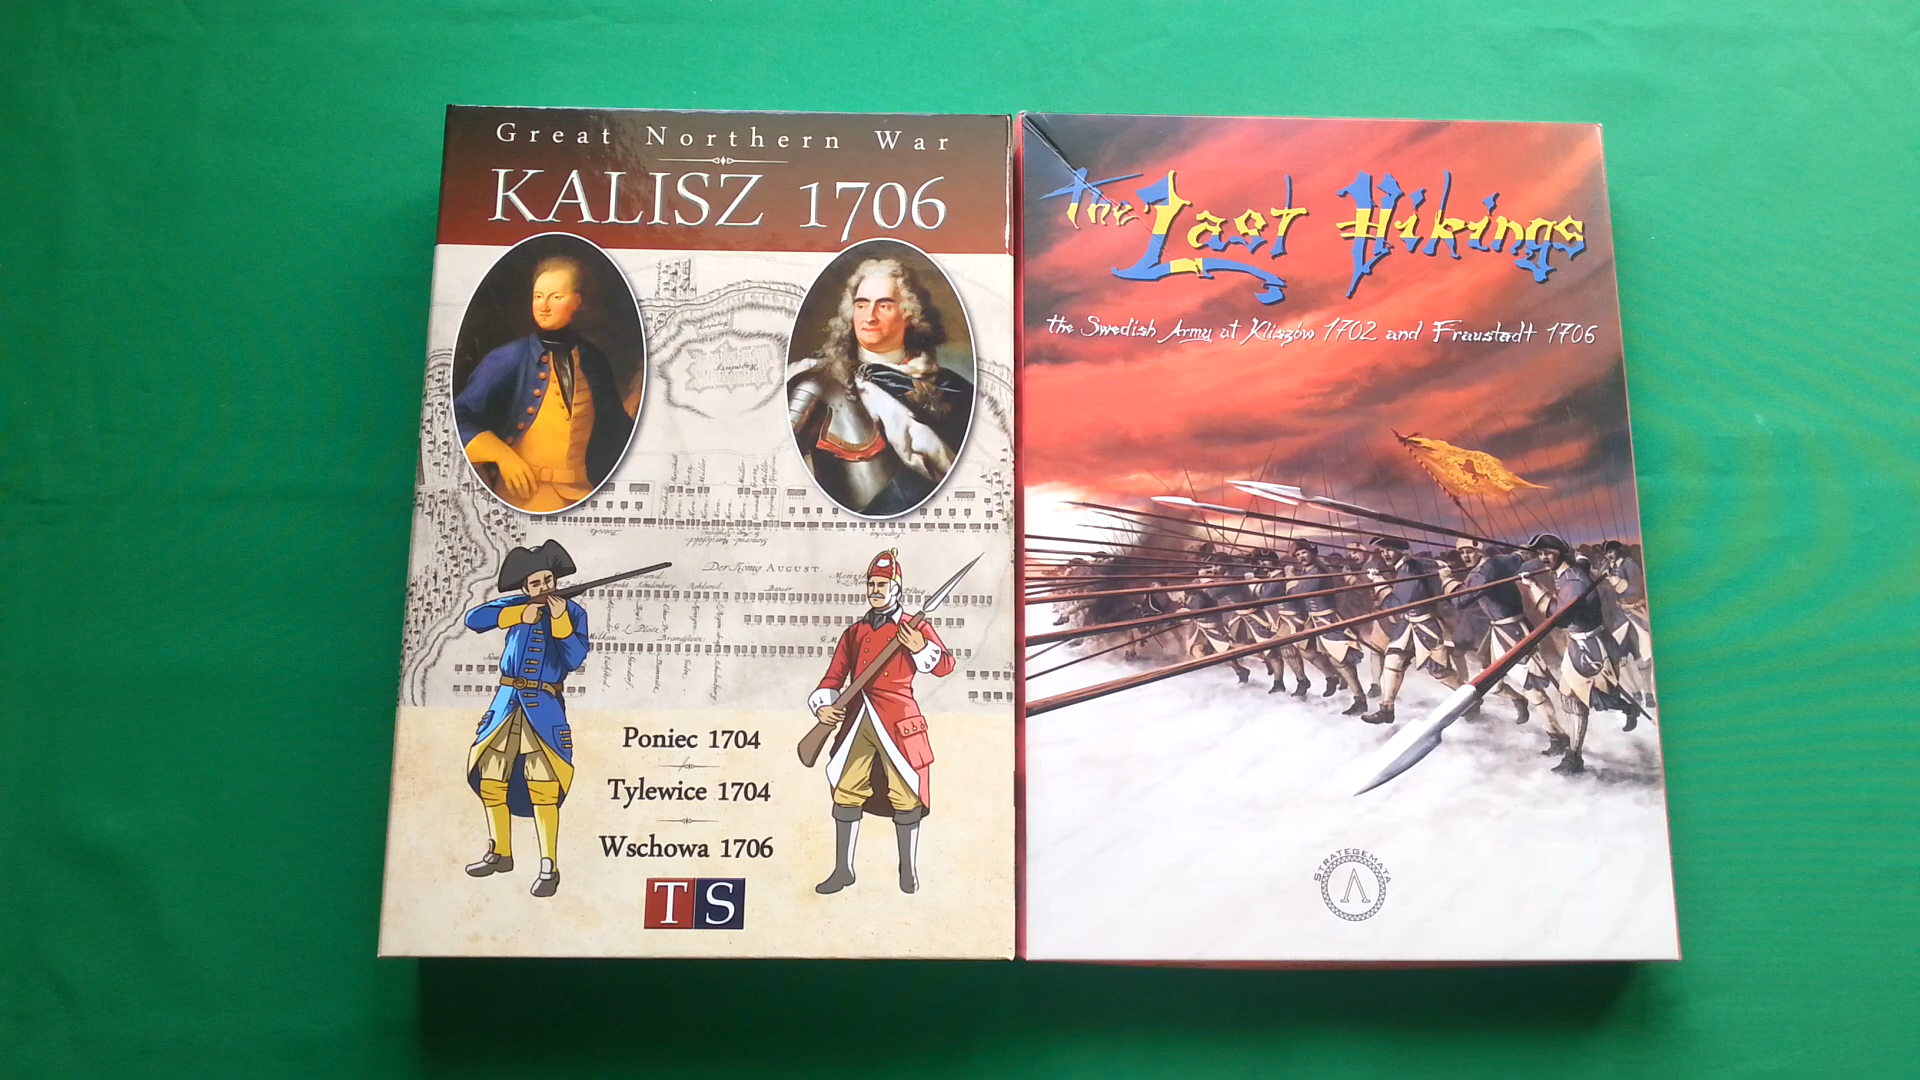 Great Northern War
KALISZ 1706
Der König AUGUST.
Poniec 1704
Tylewice 1704
Wschowa 1706
TS
The Last Vikings
the Swedish Army at Kliszów 1702 and Fraustadt 1706
STRATEGEMATA
Λ